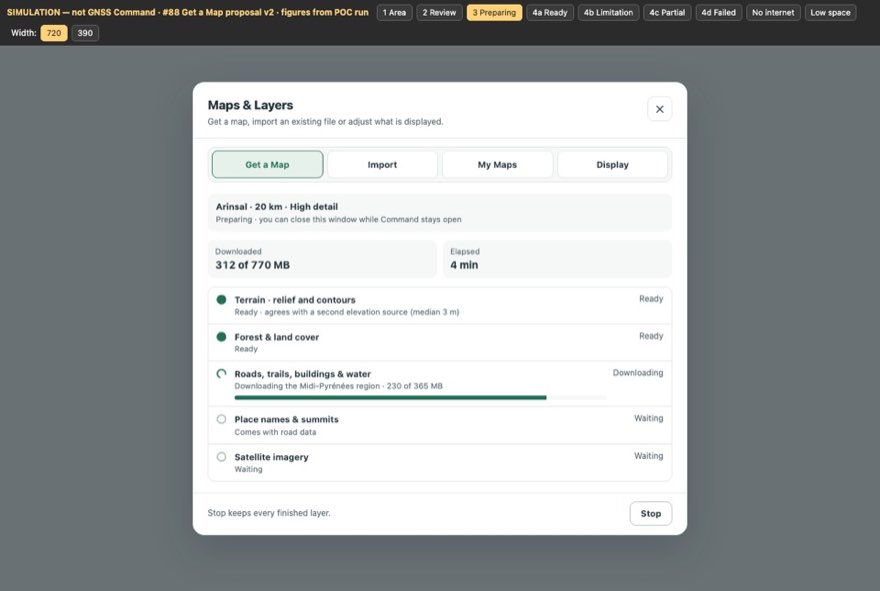 SIMULATION — not GNSS Command · #88 Get a Map proposal v2 · figures from POC run
1 Area
2 Review
3 Preparing
4a Ready
4b Limitation
4c Partial
4d Failed
No internet
Low space
Width:
720
390
Maps & Layers
Get a map, import an existing file or adjust what is displayed.
Get a Map
Import
My Maps
Display
Arinsal · 20 km · High detail
Preparing · you can close this window while Command stays open
Downloaded
312 of 770 MB
Elapsed
4 min
Terrain · relief and contours
Ready
Ready · agrees with a second elevation source (median 3 m)
Forest & land cover
Ready
Ready
Roads, trails, buildings & water
Downloading
Downloading the Midi-Pyrénées region · 230 of 365 MB
Place names & summits
Waiting
Comes with road data
Satellite imagery
Waiting
Waiting
Stop keeps every finished layer.
Stop